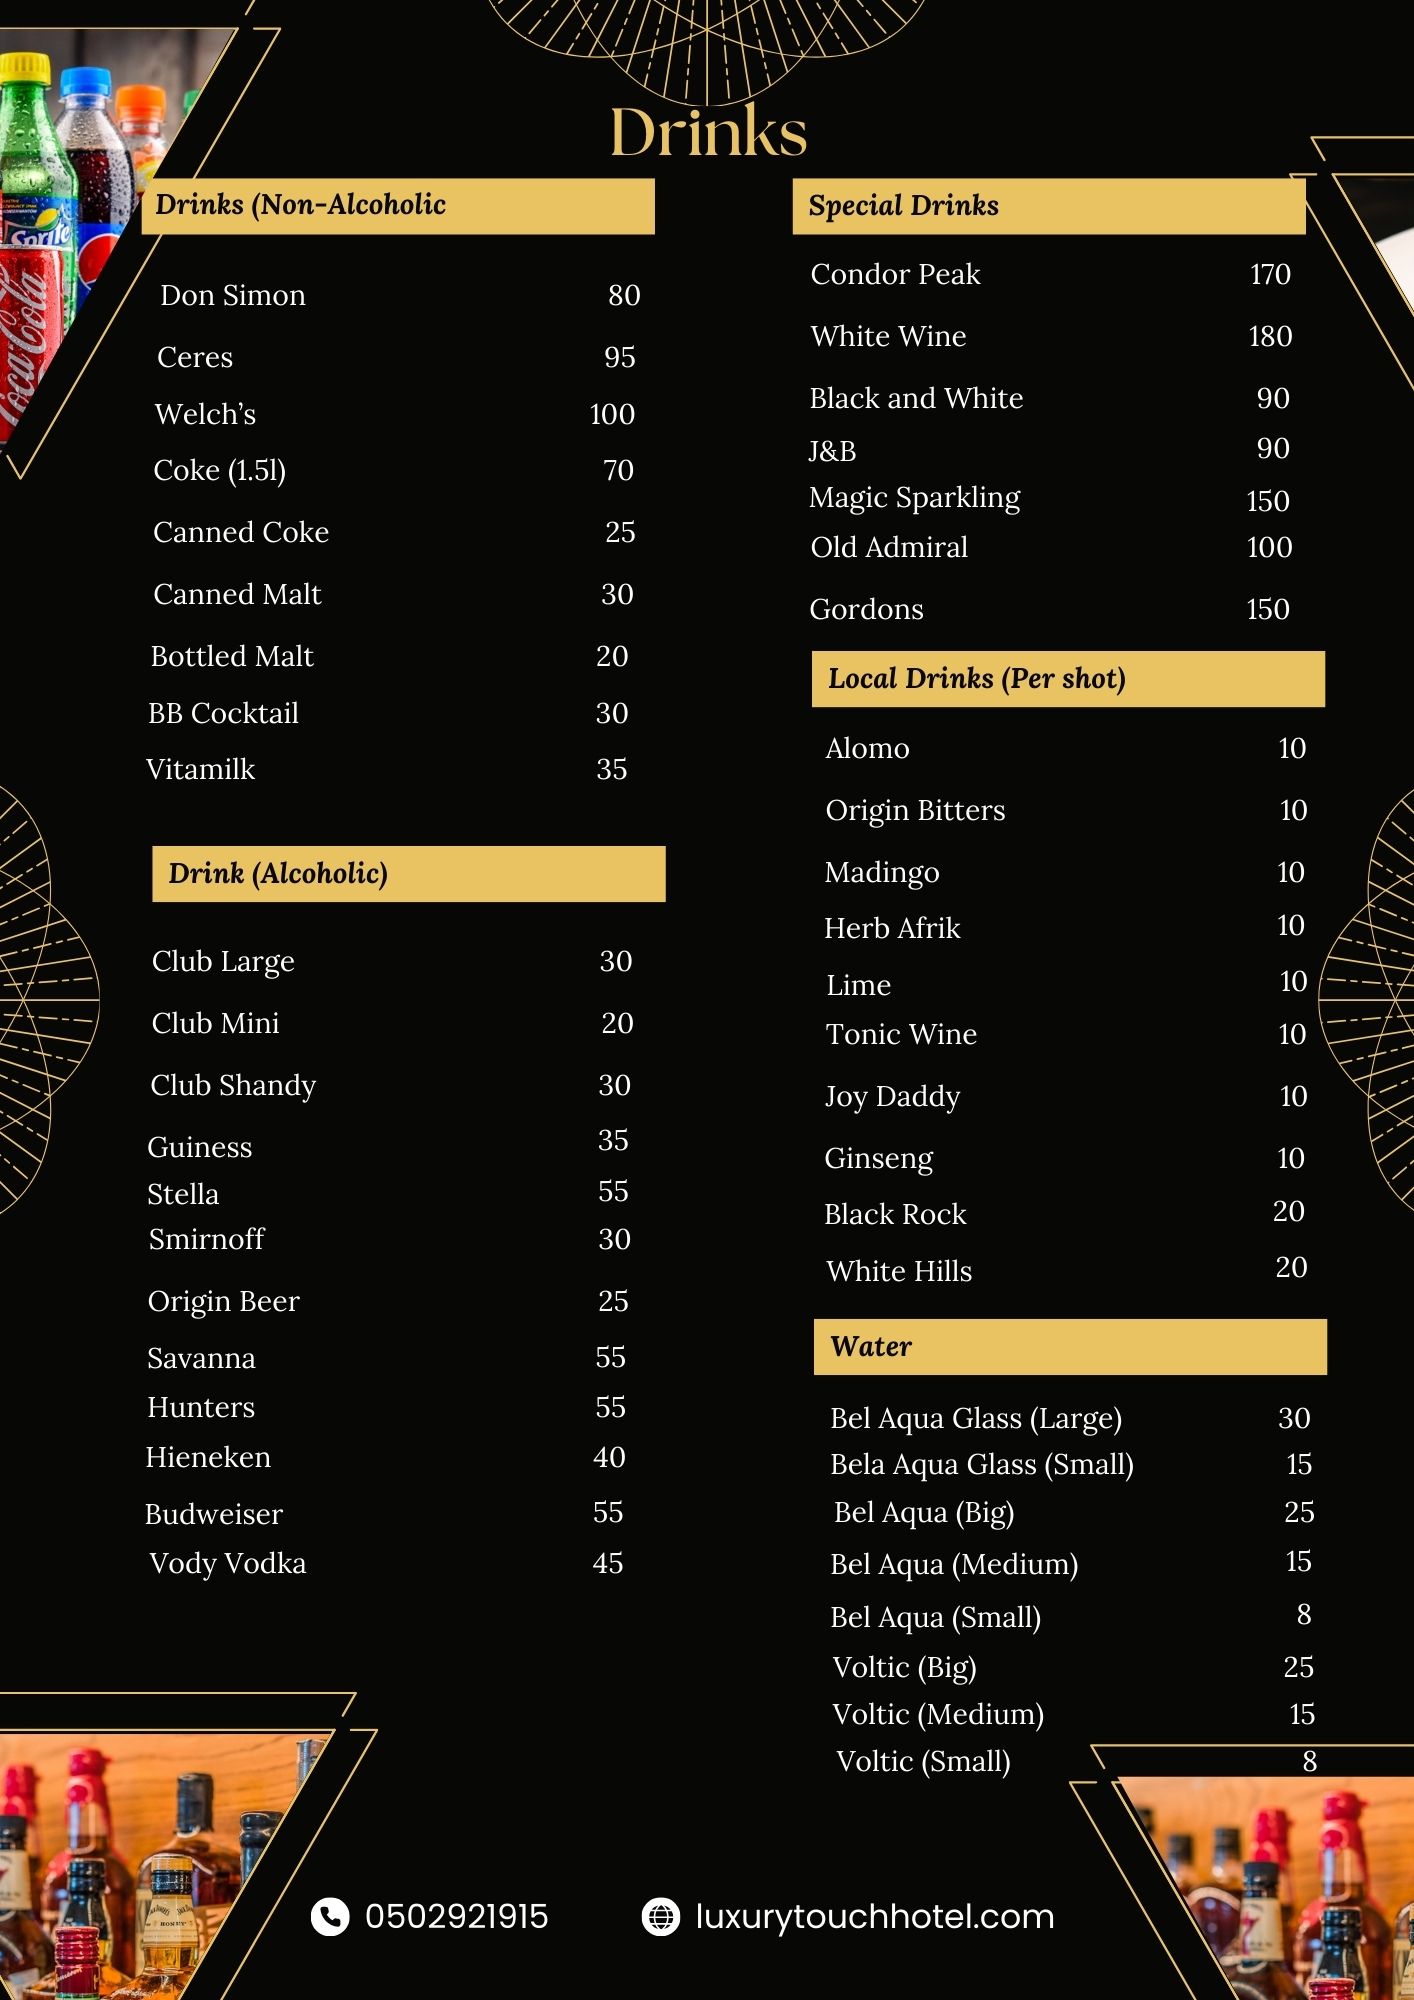 Drinks
Drinks (Non-Alcoholic
Don Simon 80
Ceres 95
Welch’s 100
Coke (1.5l) 70
Canned Coke 25
Canned Malt 30
Bottled Malt 20
BB Cocktail 30
Vitamilk 35
Drink (Alcoholic)
Club Large 30
Club Mini 20
Club Shandy 30
Guiness 35
Stella 55
Smirnoff 30
Origin Beer 25
Savanna 55
Hunters 55
Hieneken 40
Budweiser 55
Vody Vodka 45
Special Drinks
Condor Peak 170
White Wine 180
Black and White 90
J&B 90
Magic Sparkling 150
Old Admiral 100
Gordons 150
Local Drinks (Per shot)
Alomo 10
Origin Bitters 10
Madingo 10
Herb Afrik 10
Lime 10
Tonic Wine 10
Joy Daddy 10
Ginseng 10
Black Rock 20
White Hills 20
Water
Bel Aqua Glass (Large) 30
Bela Aqua Glass (Small) 15
Bel Aqua (Big) 25
Bel Aqua (Medium) 15
Bel Aqua (Small) 8
Voltic (Big) 25
Voltic (Medium) 15
Voltic (Small) 8
0502921915
luxurytouchhotel.com
Sprite
Coca-Cola
HONEY